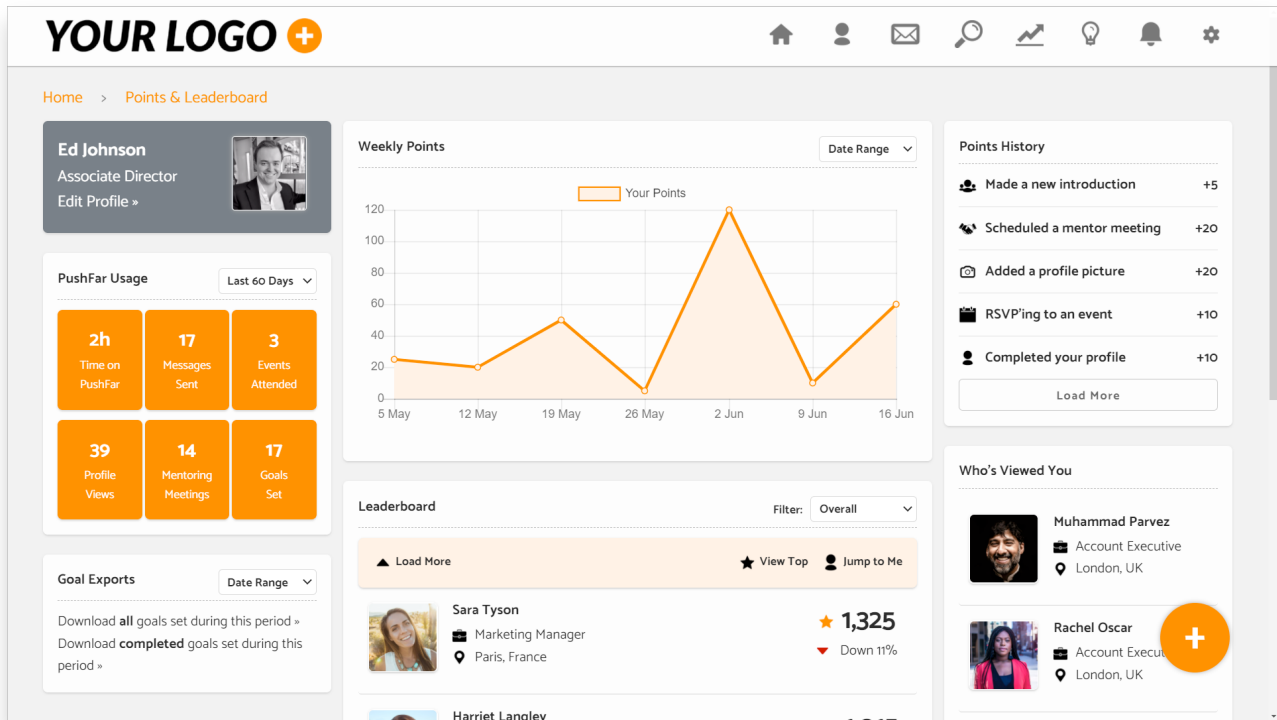 YOUR LOGO
Home > Points & Leaderboard
Ed Johnson
Associate Director
Edit Profile »
PushFar Usage
Last 60 Days
2h
Time on
PushFar
17
Messages
Sent
3
Events
Attended
39
Profile
Views
14
Mentoring
Meetings
17
Goals
Set
Goal Exports
Date Range
Download all goals set during this period »
Download completed goals set during this
period »
Weekly Points
Date Range
Your Points
120
100
80
60
40
20
0
5 May
12 May
19 May
26 May
2 Jun
9 Jun
16 Jun
Leaderboard
Filter:
Overall
Load More
View Top
Jump to Me
Sara Tyson
Marketing Manager
Paris, France
1,325
Down 11%
Harriet Langley
Points History
Made a new introduction +5
Scheduled a mentor meeting +20
Added a profile picture +20
RSVP'ing to an event +10
Completed your profile +10
Load More
Who's Viewed You
Muhammad Parvez
Account Executive
London, UK
Rachel Oscar
Account
London, UK